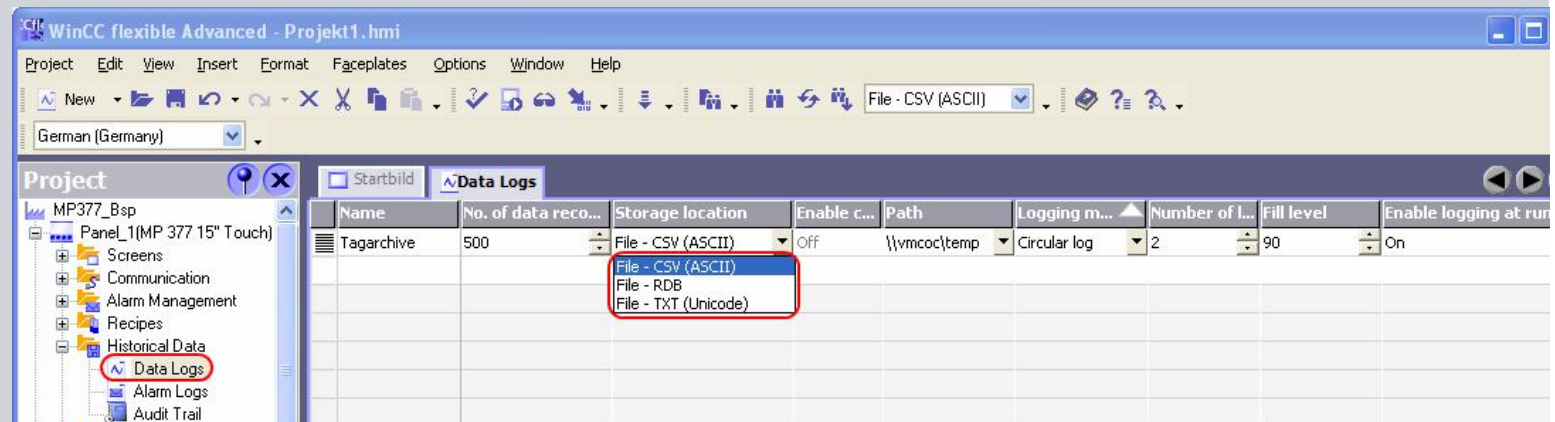 WinCC flexible Advanced - Projekt1.hmi
Project Edit View Insert Format Faceplates Options Window Help
New File - CSV (ASCII)
German (Germany)
Project
Startbild Data Logs
MP377_Bsp
Panel_1(MP 377 15" Touch)
Screens
Communication
Alarm Management
Recipes
Historical Data
Data Logs
Alarm Logs
Audit Trail
Name No. of data reco... Storage location Enable c... Path Logging m... Number of l... Fill level Enable logging at run
Tagarchive 500 File - CSV (ASCII) Off \\vmcoc\temp Circular log 2 90 On
File - CSV (ASCII)
File - RDB
File - TXT (Unicode)